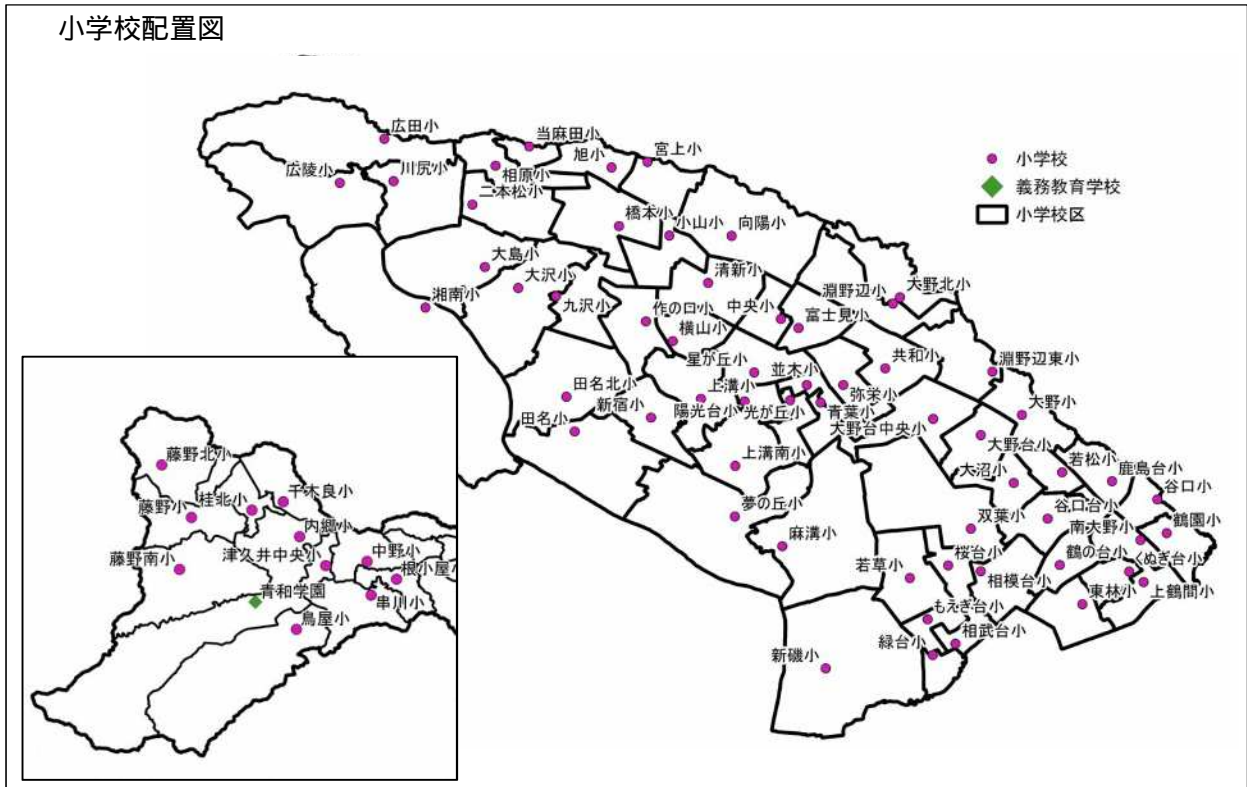 小学校配置図
広田小
当麻田小
宮上小
旭小
広陵小
川尻小
相原小
二本松小
小学校
義務教育学校
小学校区
橋本小
小山小
向陽小
大島小
大沢小
清新小
湘南小
九沢小
作の口小
中央小
淵野辺小
大野北小
横山小
富士見小
星が丘小
並木小
共和小
淵野辺東小
田名北小
上溝小
弥栄小
新宿小
陽光台小
光が丘小
青葉小
大野小
田名小
大野台中央小
大野台小
上溝南小
大沼小
若松小
鹿島台小
谷口小
夢の丘小
双葉小
谷口台小
鶴園小
麻溝小
南大野小
桜台小
鶴の台小
くぬぎ台小
若草小
相模台小
上鶴間小
東林小
もえぎ台小
緑台小
相武台小
新磯小
藤野北小
千木良小
藤野小
桂北小
内郷小
藤野南小
津久井中央小
中野小
根小屋小
青和学園
串川小
鳥屋小